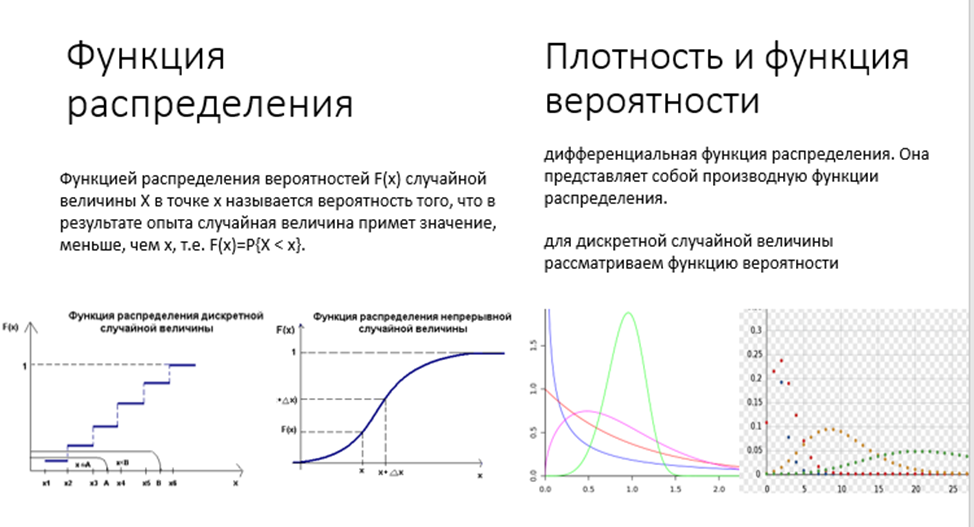 Функция
распределения
Функцией распределения вероятностей F(x) случайной
величины X в точке x называется вероятность того, что в
результате опыта случайная величина примет значение,
меньше, чем x, т.е. F(x)=P{X < x}.
Плотность и функция
вероятности
дифференциальная функция распределения. Она
представляет собой производную функции
распределения.
для дискретной случайной величины
рассматриваем функцию вероятности
Функция распределения дискретной
случайной величины
F(x)
1
x=A x<B
x1 x2 x3 A x4 x5 B x6 X
Функция распределения непрерывной
случайной величины
F(x)
1
+△x)
F(x)
x x+△x x
1.5
1.0
0.5
0.0
0.0 0.5 1.0 1.5 2.0
0.3
0.25
0.2
0.15
0.1
0.05
0
0 5 10 15 20 25